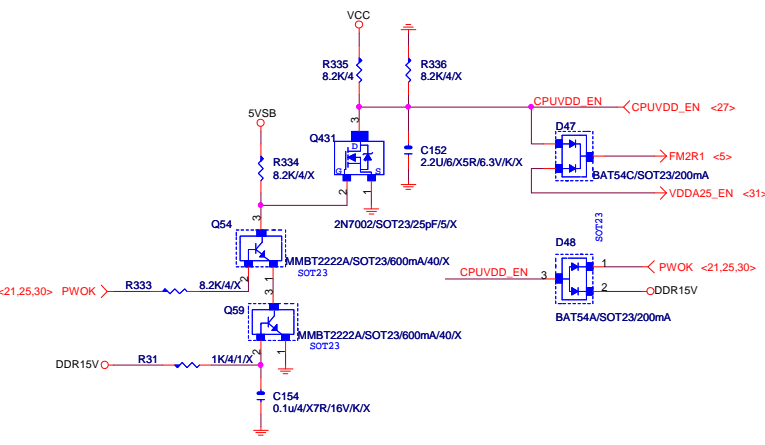 VCC
R335
8.2K/4
R336
8.2K/4/X
CPUVDD_EN
CPUVDD_EN <27>
5VSB
Q431
3
D
G
S
2
1
C152
2.2U/6/X5R/6.3V/K/X
D47
FM2R1 <5>
BAT54C/SOT23/200mA
VDDA25_EN <31>
R334
8.2K/4/X
2N7002/SOT23/25pF/5/X
Q54
3
MMBT2222A/SOT23/600mA/40/X
SOT23
2
1
SOT23
D48
CPUVDD_EN
3
1
PWOK <21,25,30>
2
DDR15V
BAT54A/SOT23/200mA
<21,25,30> PWOK
R333
8.2K/4/X
3
Q59
MMBT2222A/SOT23/600mA/40/X
SOT23
2
1
DDR15V
R31
1K/4/1/X
C154
0.1u/4/X7R/16V/K/X